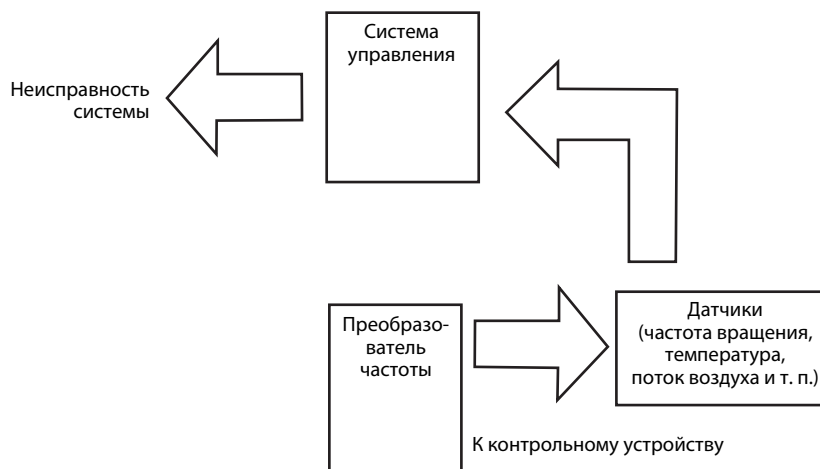 Система
управления
Неисправность
системы
Преобразо-
ватель
частоты
Датчики
(частота вращения,
температура,
поток воздуха и т. п.)
К контрольному устройству